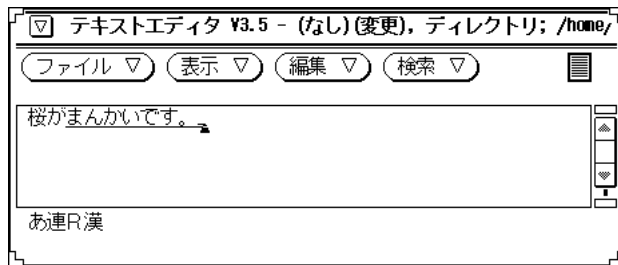 テキストエディタ V3.5 - (なし)(変更), ディレクトリ; /home/
ファイル ▽ 表示 ▽ 編集 ▽ 検索 ▽
桜がまんかいです。
あ連R漢